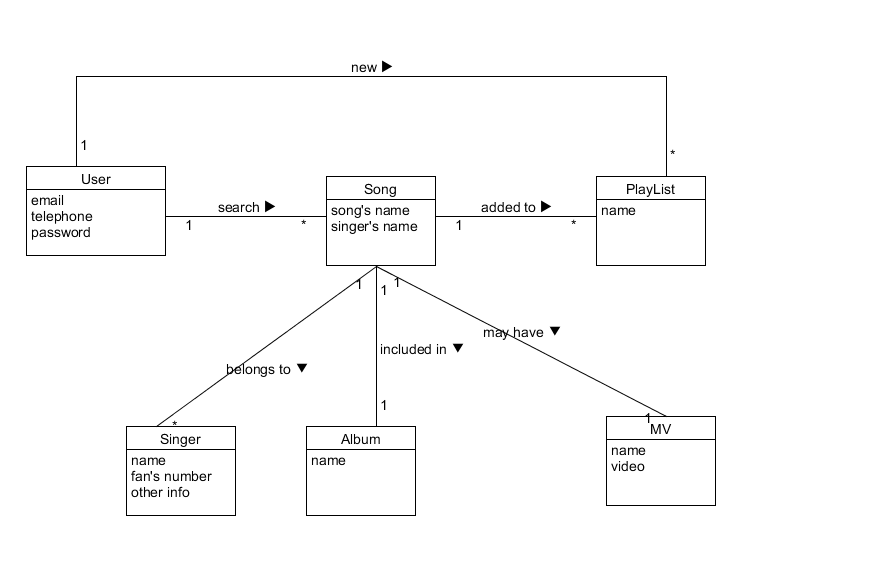 new ▶
1
*
User
email
telephone
password
search ▶
1
*
Song
song's name
singer's name
added to ▶
1
*
PlayList
name
1
1
1
may have ▼
included in ▼
belongs to ▼
*
1
1
Singer
name
fan's number
other info
Album
name
MV
name
video